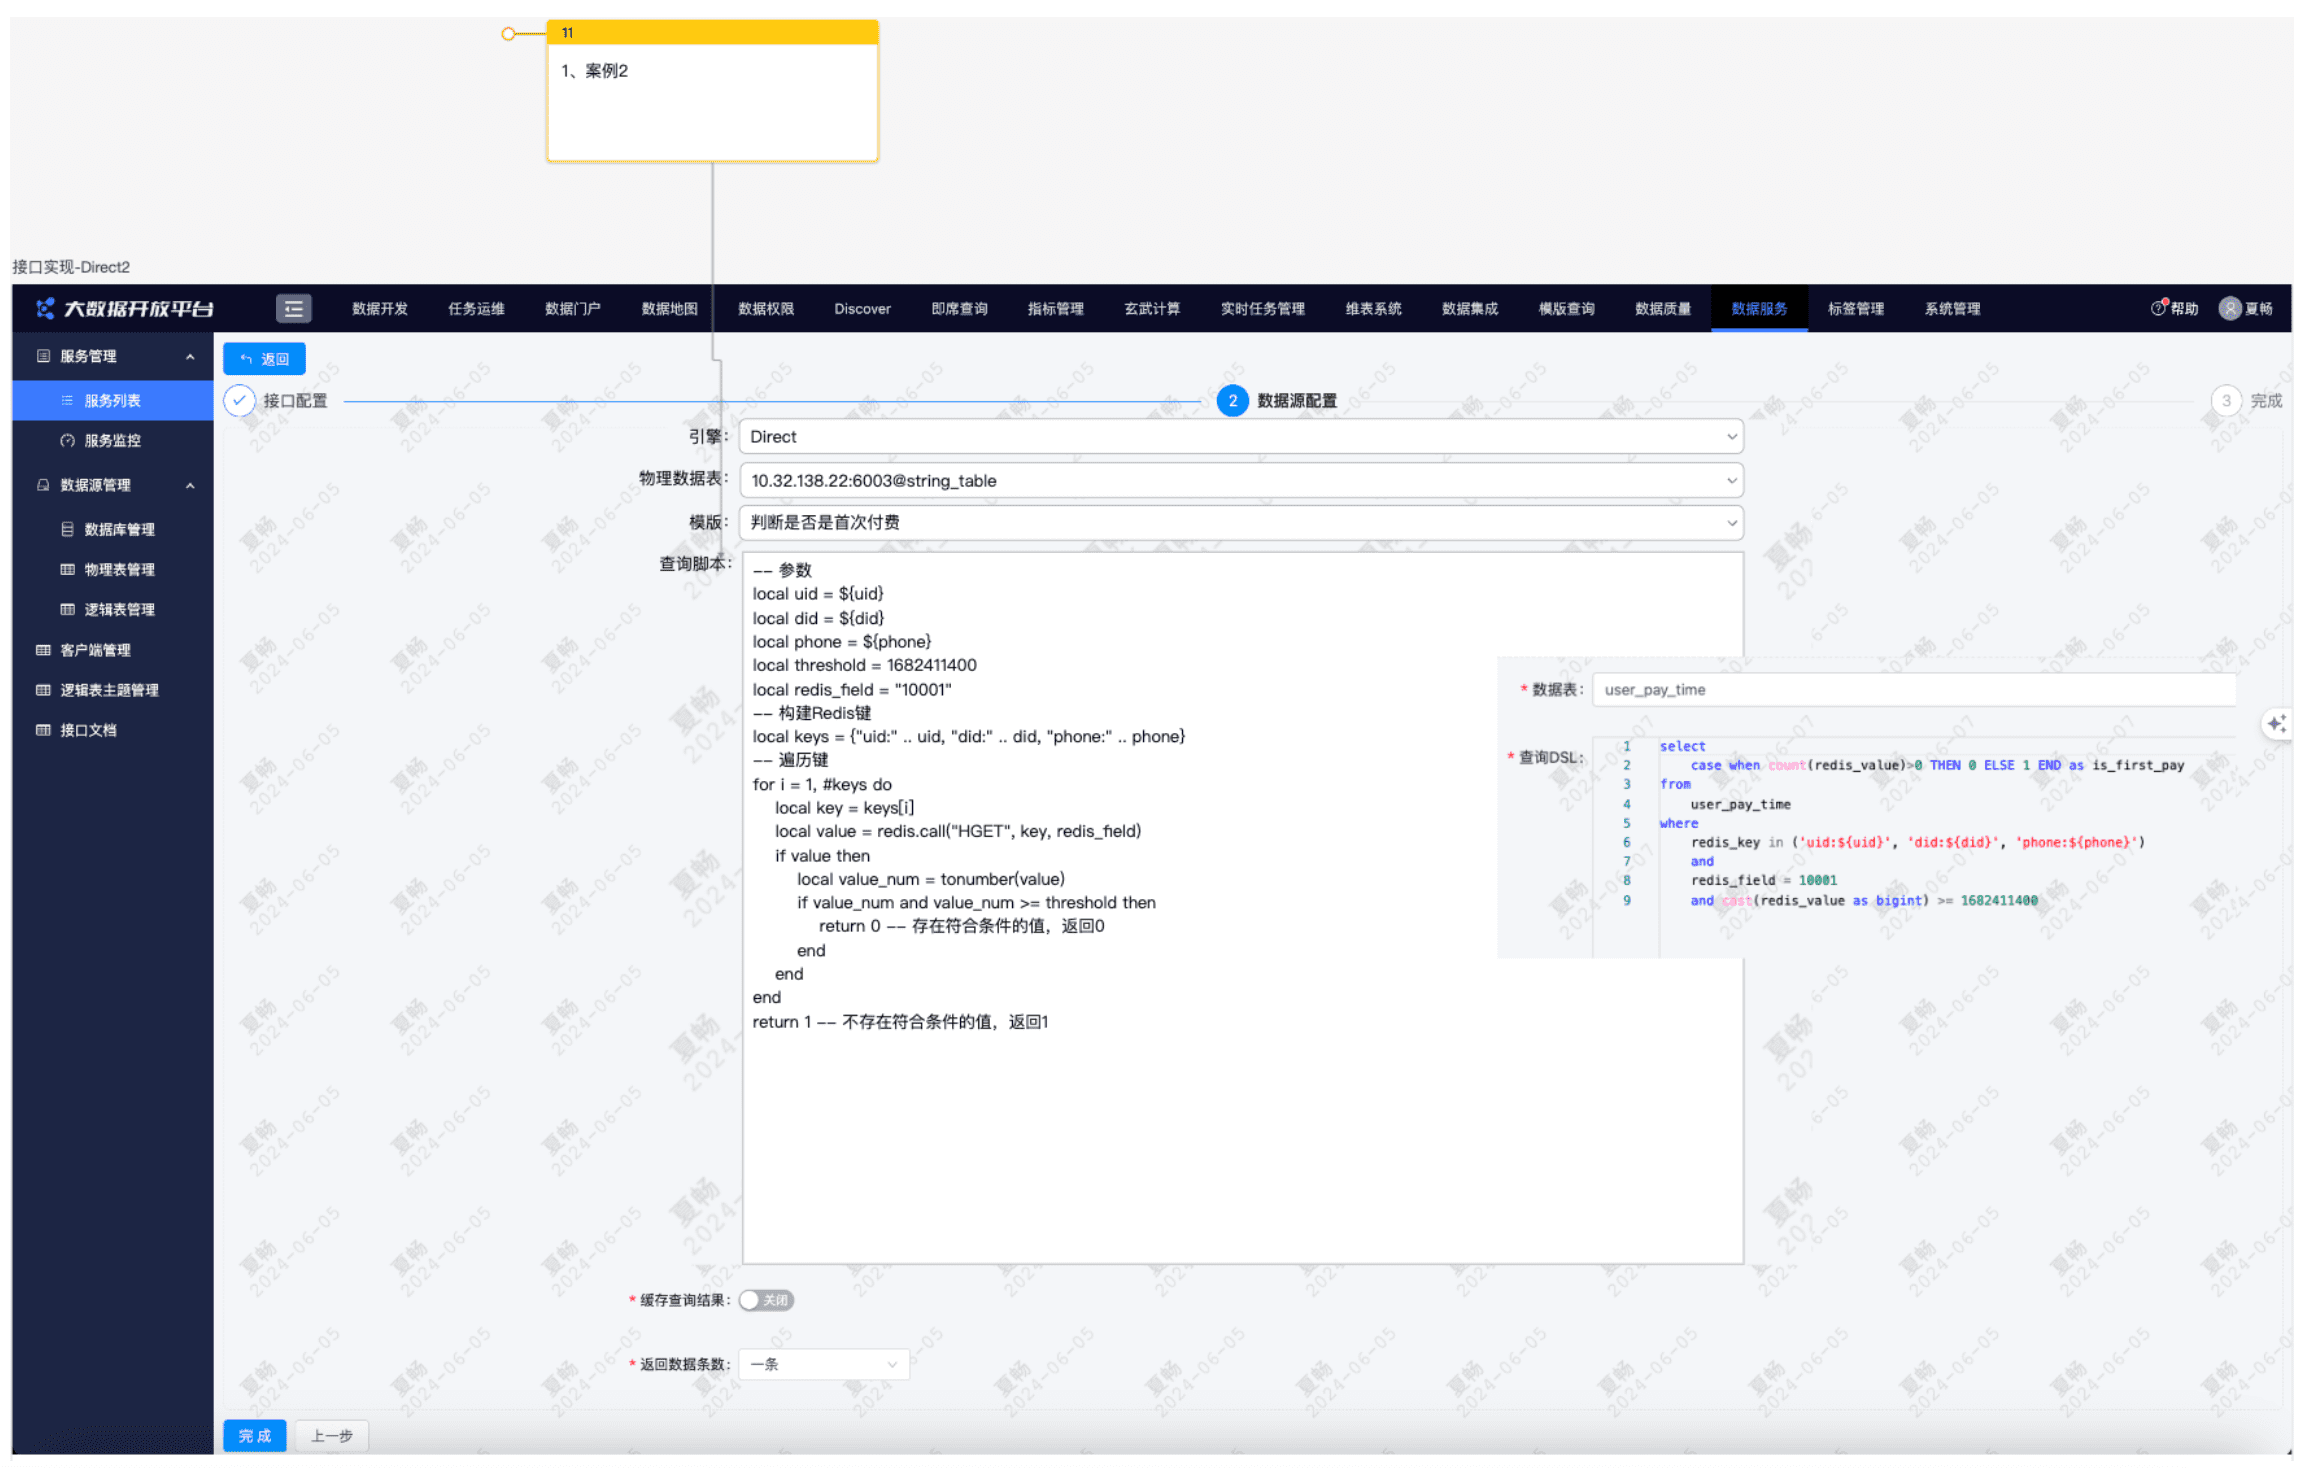 11
1、案例2
接口实现-Direct2
大数据开放平台
数据开发 任务运维 数据门户 数据地图 数据权限 Discover 即席查询 指标管理 玄武计算 实时任务管理 维表系统 数据集成 模版查询 数据质量 数据服务 标签管理 系统管理 帮助 夏畅
服务管理
服务列表
服务监控
数据源管理
数据库管理
物理表管理
逻辑表管理
客户端管理
逻辑表主题管理
接口文档
返回
接口配置
2 数据源配置
3 完成
引擎: Direct
物理数据表: 10.32.138.22:6003@string_table
模版: 判断是否是首次付费
查询脚本:
-- 参数
local uid = ${uid}
local did = ${did}
local phone = ${phone}
local threshold = 1682411400
local redis_field = "10001"
-- 构建Redis键
local keys = {"uid:" .. uid, "did:" .. did, "phone:" .. phone}
-- 遍历键
for i = 1, #keys do
local key = keys[i]
local value = redis.call("HGET", key, redis_field)
if value then
local value_num = tonumber(value)
if value_num and value_num >= threshold then
return 0 -- 存在符合条件的值，返回0
end
end
end
return 1 -- 不存在符合条件的值，返回1
* 数据表: user_pay_time
* 查询DSL:
1 select
2 case when count(redis_value)>0 THEN 0 ELSE 1 END as is_first_pay
3 from
4 user_pay_time
5 where
6 redis_key in ('uid:${uid}', 'did:${did}', 'phone:${phone}')
7 and
8 redis_field = 10001
9 and cast(redis_value as bigint) >= 1682411400
* 缓存查询结果: 关闭
* 返回数据条数: 一条
完成 上一步
夏畅
2024-06-05